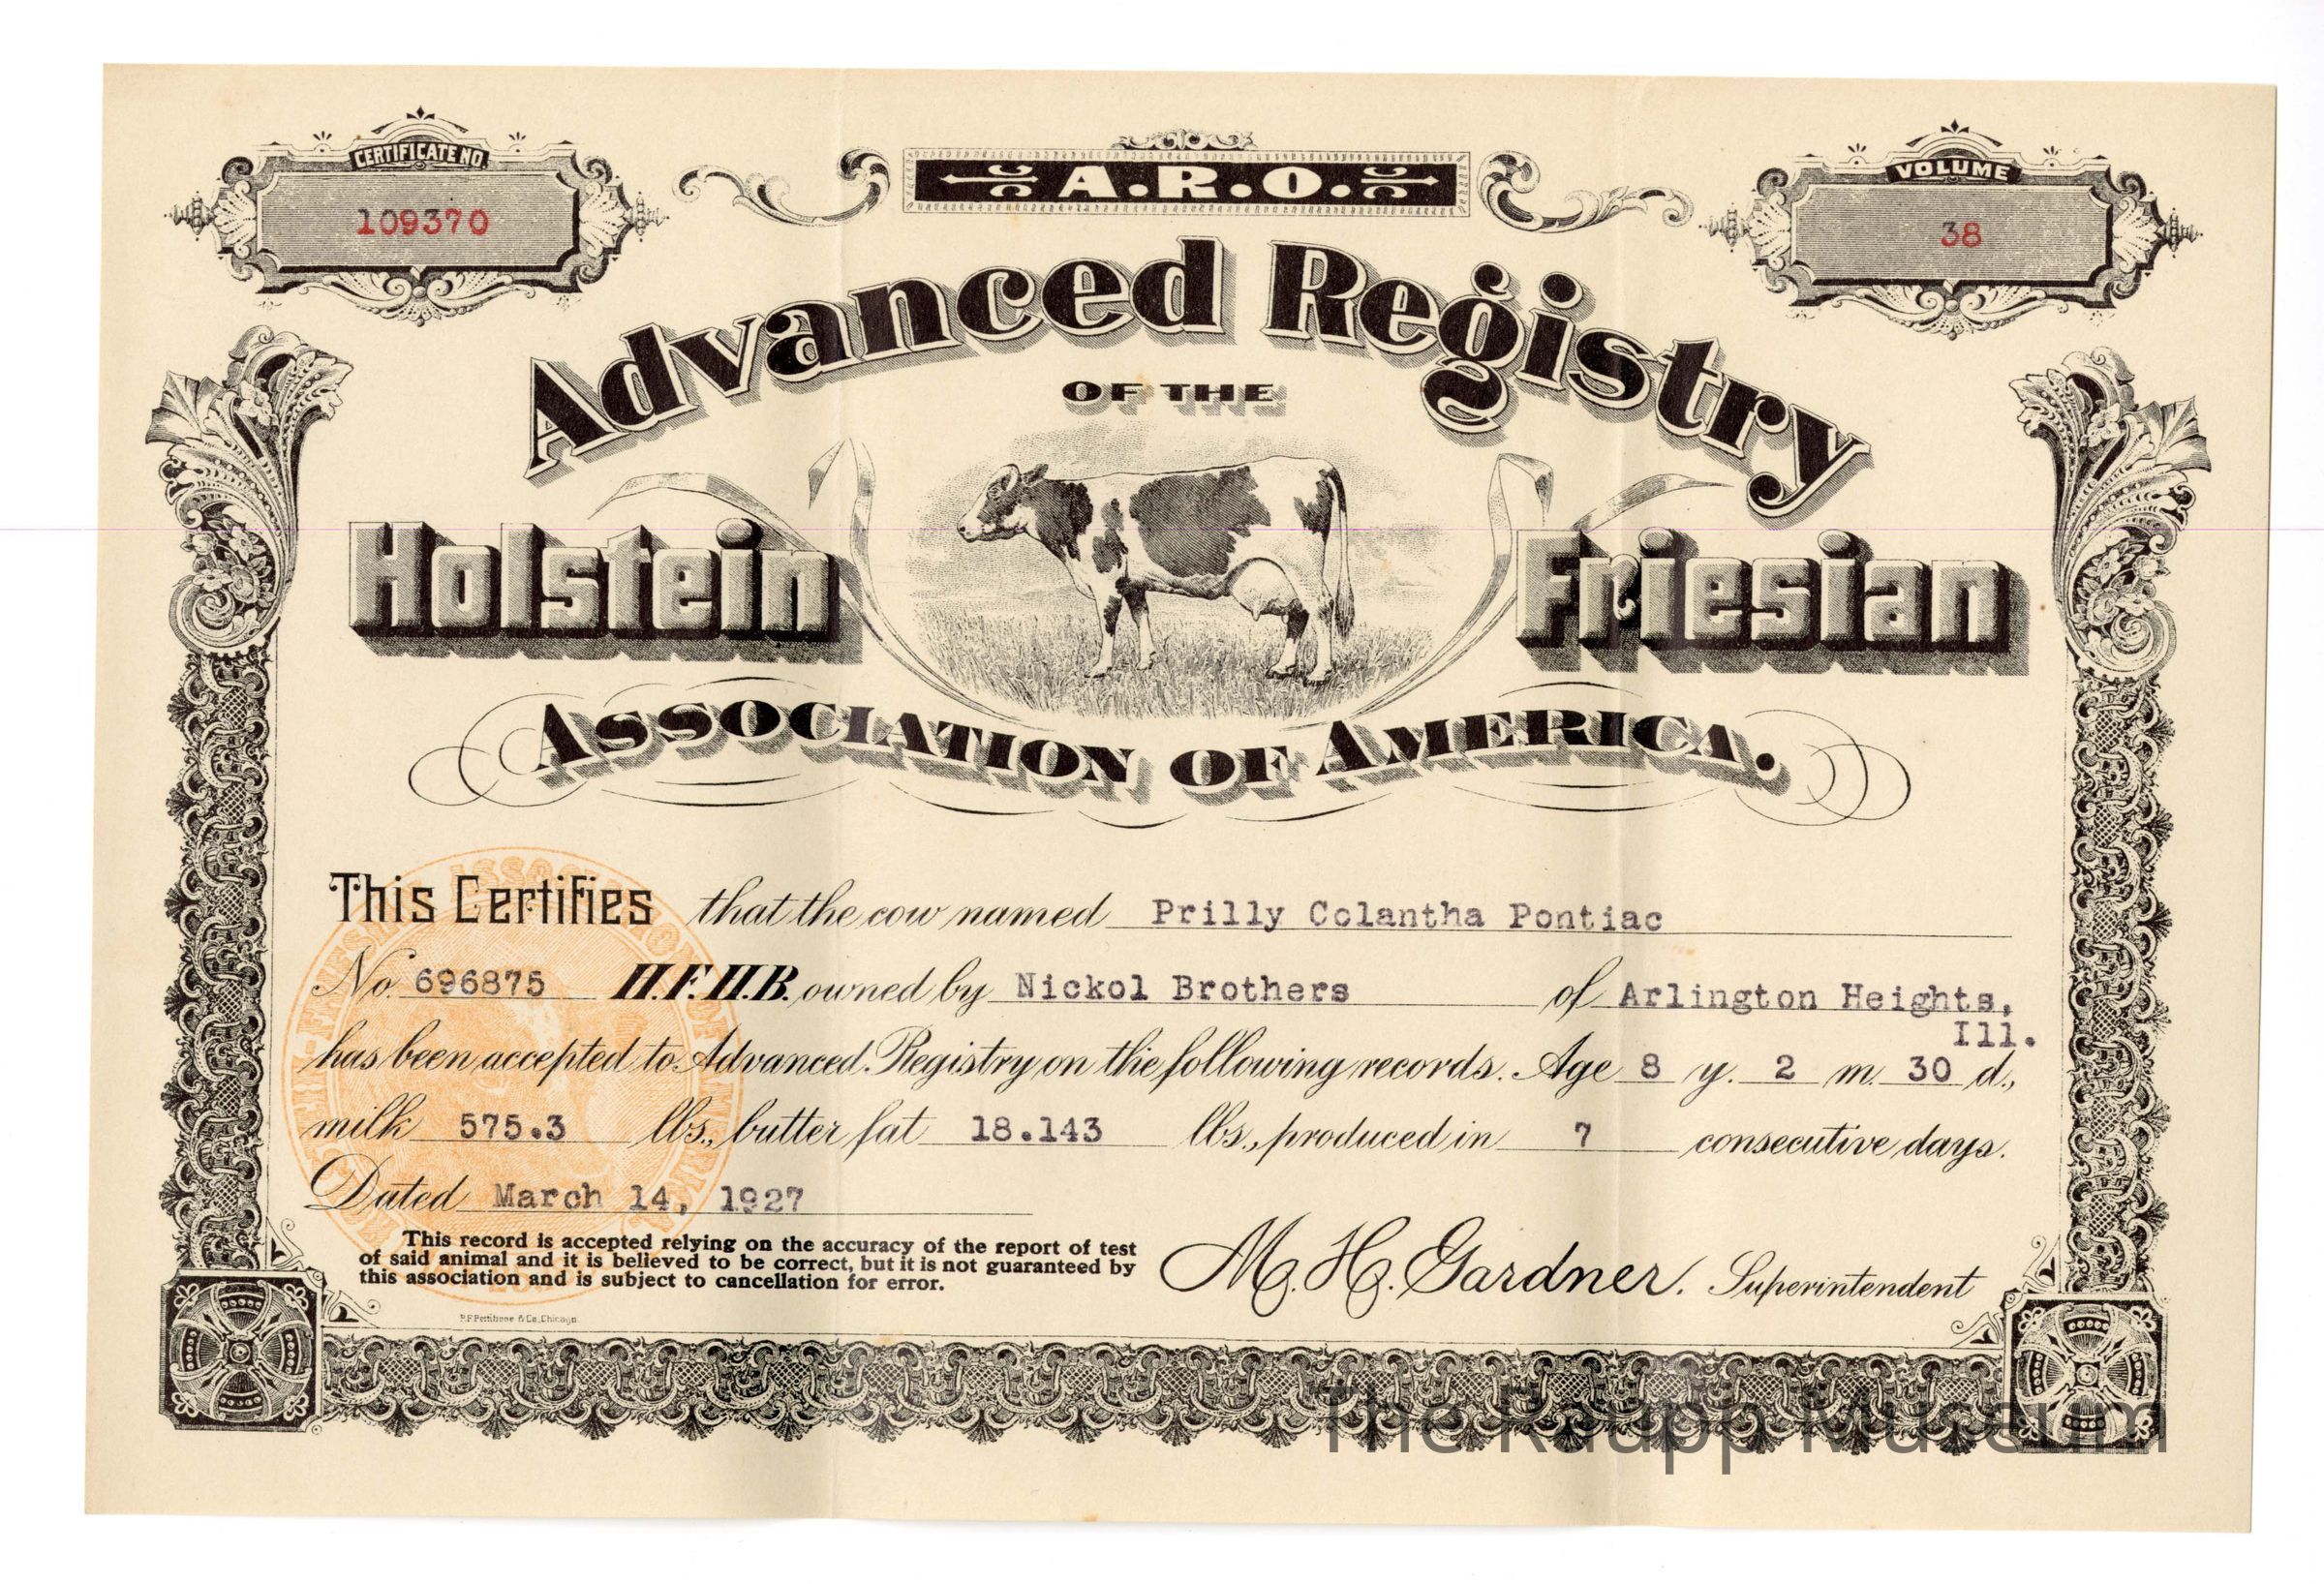 CERTIFICATE NO.
109370
A.R.O.
VOLUME
38
Advanced Registry
OF THE
Holstein Friesian
ASSOCIATION OF AMERICA.
This Certifies that the cow named Prilly Colantha Pontiac
No. 696875 H.F.H.B. owned by Nickol Brothers of Arlington Heights,
Ill.
has been accepted to Advanced Registry on the following records. Age 8 y. 2 m. 30 d.,
milk 575.3 lbs., butter fat 18.143 lbs., produced in 7 consecutive days.
Dated March 14, 1927
This record is accepted relying on the accuracy of the report of test
of said animal and it is believed to be correct, but it is not guaranteed by
this association and is subject to cancellation for error.
M. H. Gardner. Superintendent
P.F. Pettibone & Co. Chicago
The Raupp Museum